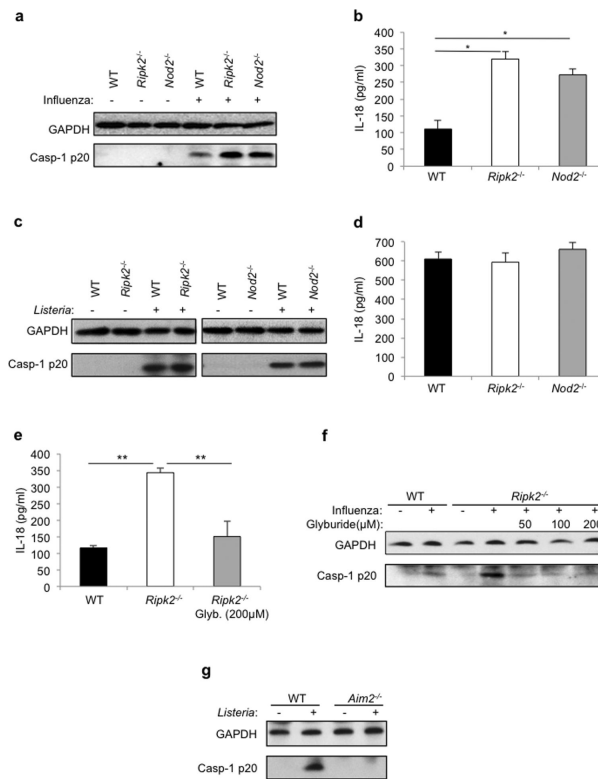 a
WT
Ripk2-/-
Nod2-/-
WT
Ripk2-/-
Nod2-/-
Influenza: - - - + + +
GAPDH
Casp-1 p20
b
IL-18 (pg/ml)
400
350
300
250
200
150
100
50
0
*
*
WT Ripk2-/- Nod2-/-
c
WT
Ripk2-/-
WT
Ripk2-/-
WT
Nod2-/-
WT
Nod2-/-
Listeria: - - + + - - + +
GAPDH
Casp-1 p20
d
IL-18 (pg/ml)
700
600
500
400
300
200
100
0
WT Ripk2-/- Nod2-/-
e
IL-18 (pg/ml)
400
350
300
250
200
150
100
50
0
** **
WT Ripk2-/- Ripk2-/-
Glyb. (200µM)
f
WT Ripk2-/-
Influenza: - + - + + + +
Glyburide(µM): 50 100 200
GAPDH
Casp-1 p20
g
WT Aim2-/-
Listeria: - + - +
GAPDH
Casp-1 p20